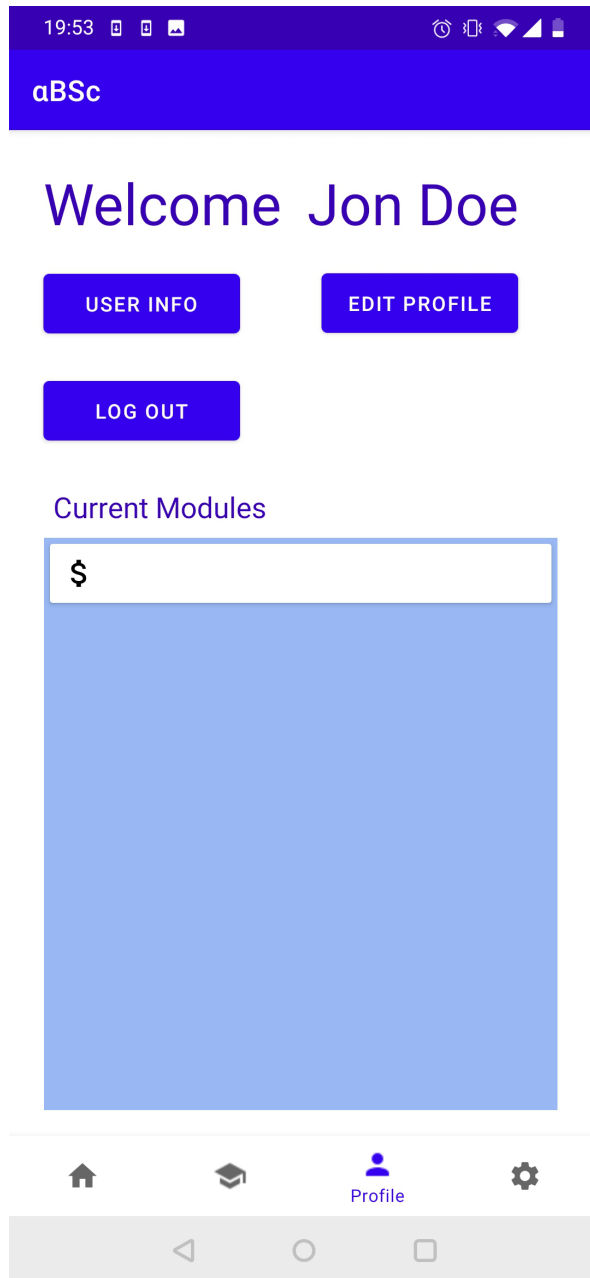 19:53
αBSc
Welcome Jon Doe
USER INFO
EDIT PROFILE
LOG OUT
Current Modules
$
Profile